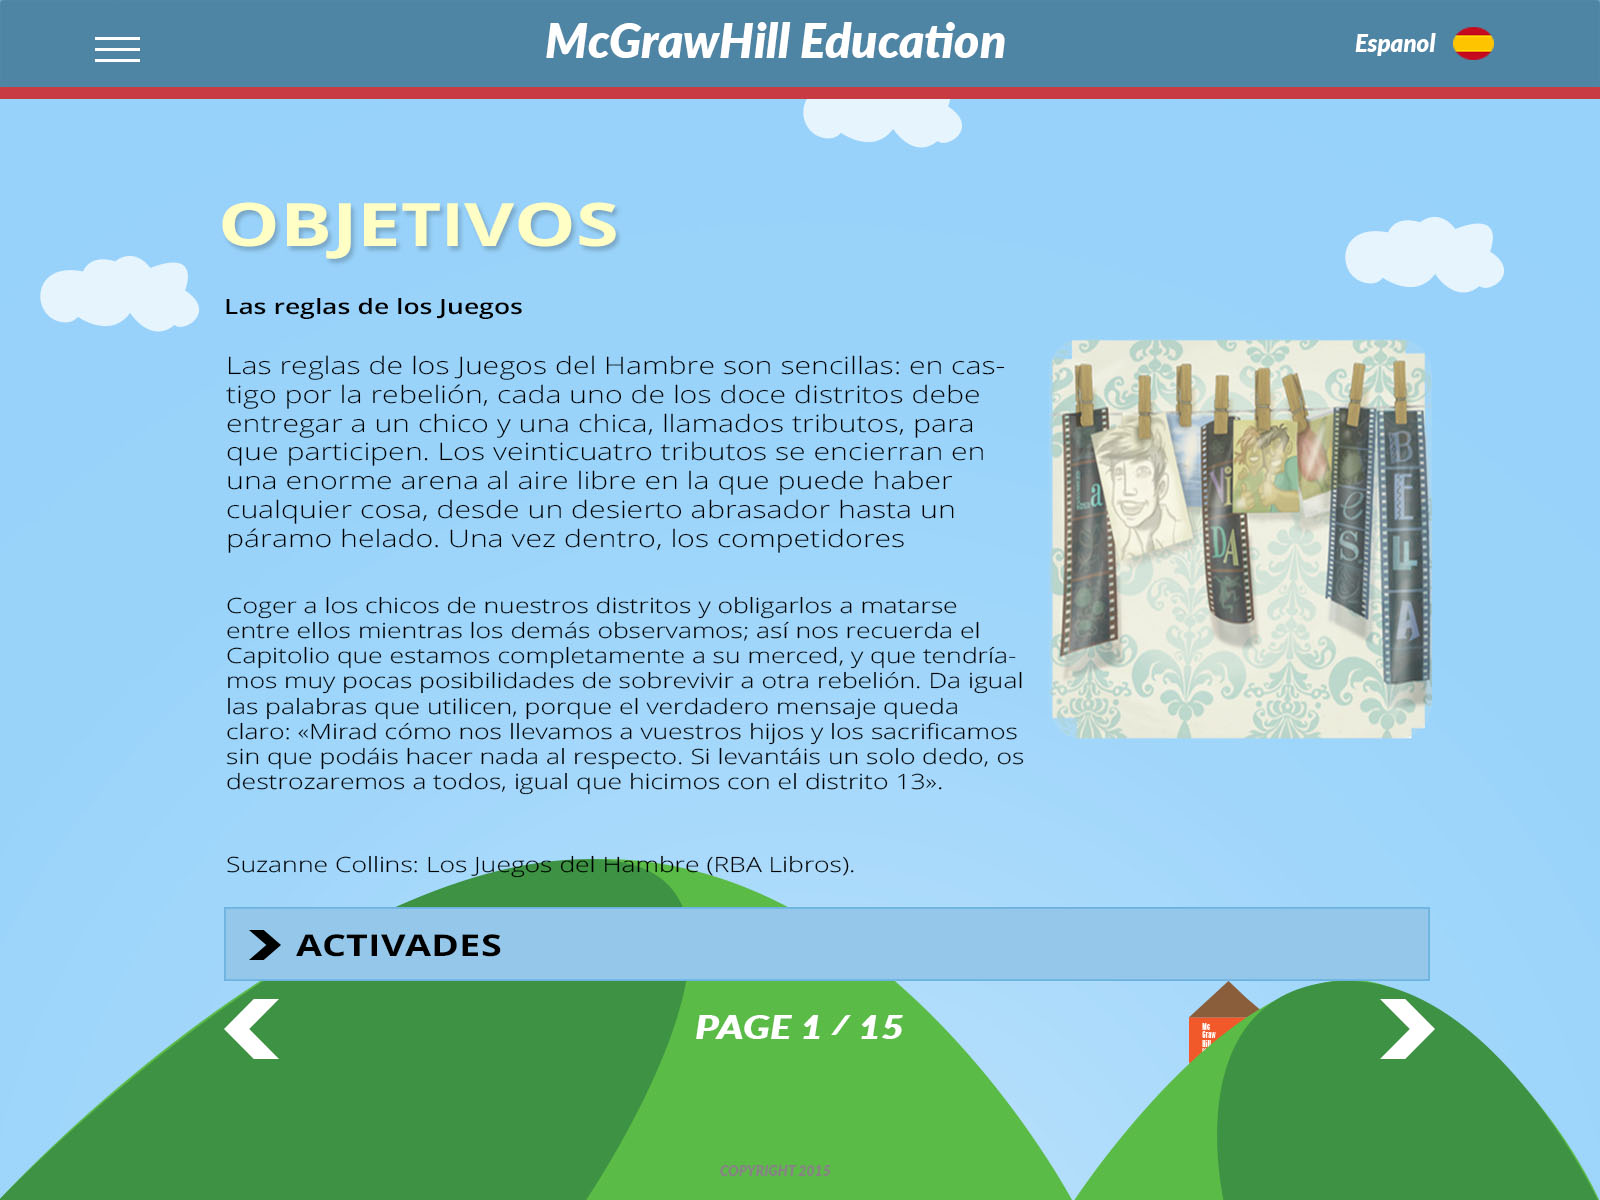 McGrawHill Education
Espanol
OBJETIVOS
Las reglas de los Juegos
Las reglas de los Juegos del Hambre son sencillas: en cas-
tigo por la rebelión, cada uno de los doce distritos debe
entregar a un chico y una chica, llamados tributos, para
que participen. Los veinticuatro tributos se encierran en
una enorme arena al aire libre en la que puede haber
cualquier cosa, desde un desierto abrasador hasta un
páramo helado. Una vez dentro, los competidores
Coger a los chicos de nuestros distritos y obligarlos a matarse
entre ellos mientras los demás observamos; así nos recuerda el
Capitolio que estamos completamente a su merced, y que tendría-
mos muy pocas posibilidades de sobrevivir a otra rebelión. Da igual
las palabras que utilicen, porque el verdadero mensaje queda
claro: «Mirad cómo nos llevamos a vuestros hijos y los sacrificamos
sin que podáis hacer nada al respecto. Si levantáis un solo dedo, os
destrozaremos a todos, igual que hicimos con el distrito 13».
Suzanne Collins: Los Juegos del Hambre (RBA Libros).
La
ViDA
es
BELLA
ACTIVADES
PAGE 1 / 15
Mc
Graw
Hill
COPYRIGHT 2015